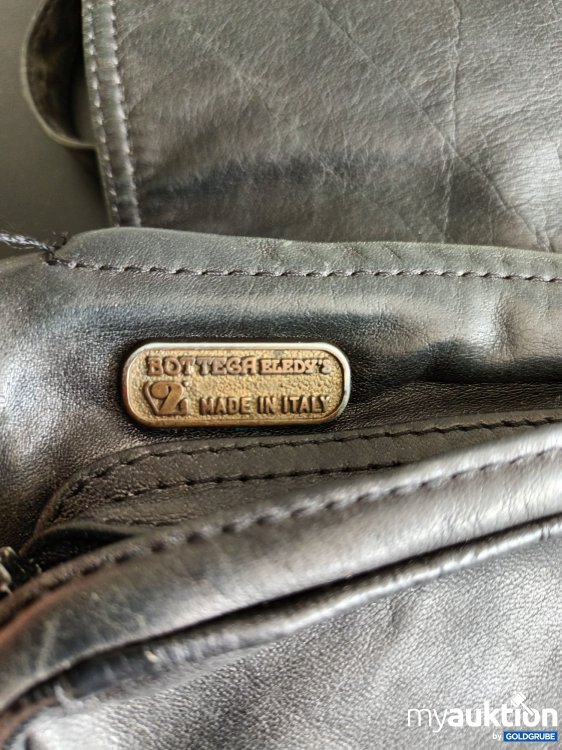 BOTTEGA ELEDY's
MADE IN ITALY
myauktion
by GOLDGRUBE